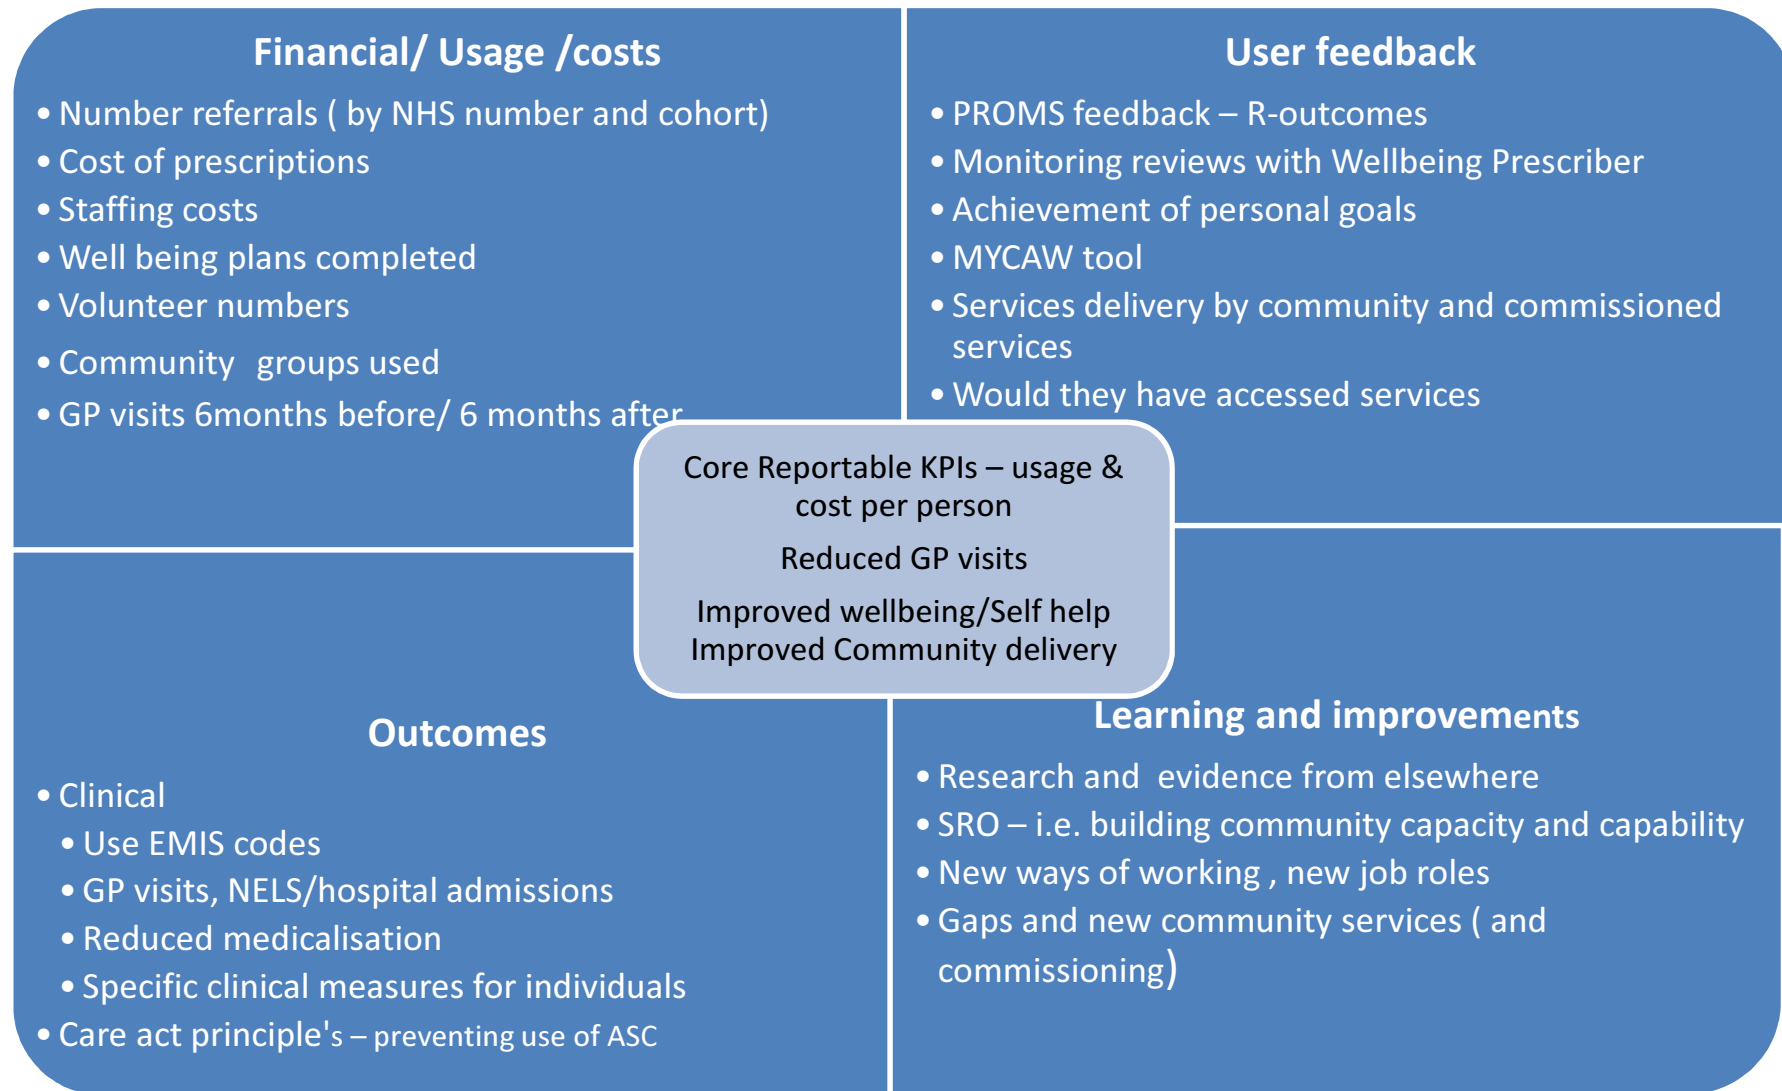 Financial/ Usage /costs
• Number referrals ( by NHS number and cohort)
• Cost of prescriptions
• Staffing costs
• Well being plans completed
• Volunteer numbers
• Community groups used
• GP visits 6months before/ 6 months after
User feedback
• PROMS feedback – R-outcomes
• Monitoring reviews with Wellbeing Prescriber
• Achievement of personal goals
• MYCAW tool
• Services delivery by community and commissioned
services
• Would they have accessed services
Core Reportable KPIs – usage &
cost per person
Reduced GP visits
Improved wellbeing/Self help
Improved Community delivery
Outcomes
• Clinical
• Use EMIS codes
• GP visits, NELS/hospital admissions
• Reduced medicalisation
• Specific clinical measures for individuals
• Care act principle's – preventing use of ASC
Learning and improvements
• Research and evidence from elsewhere
• SRO – i.e. building community capacity and capability
• New ways of working , new job roles
• Gaps and new community services ( and
commissioning)